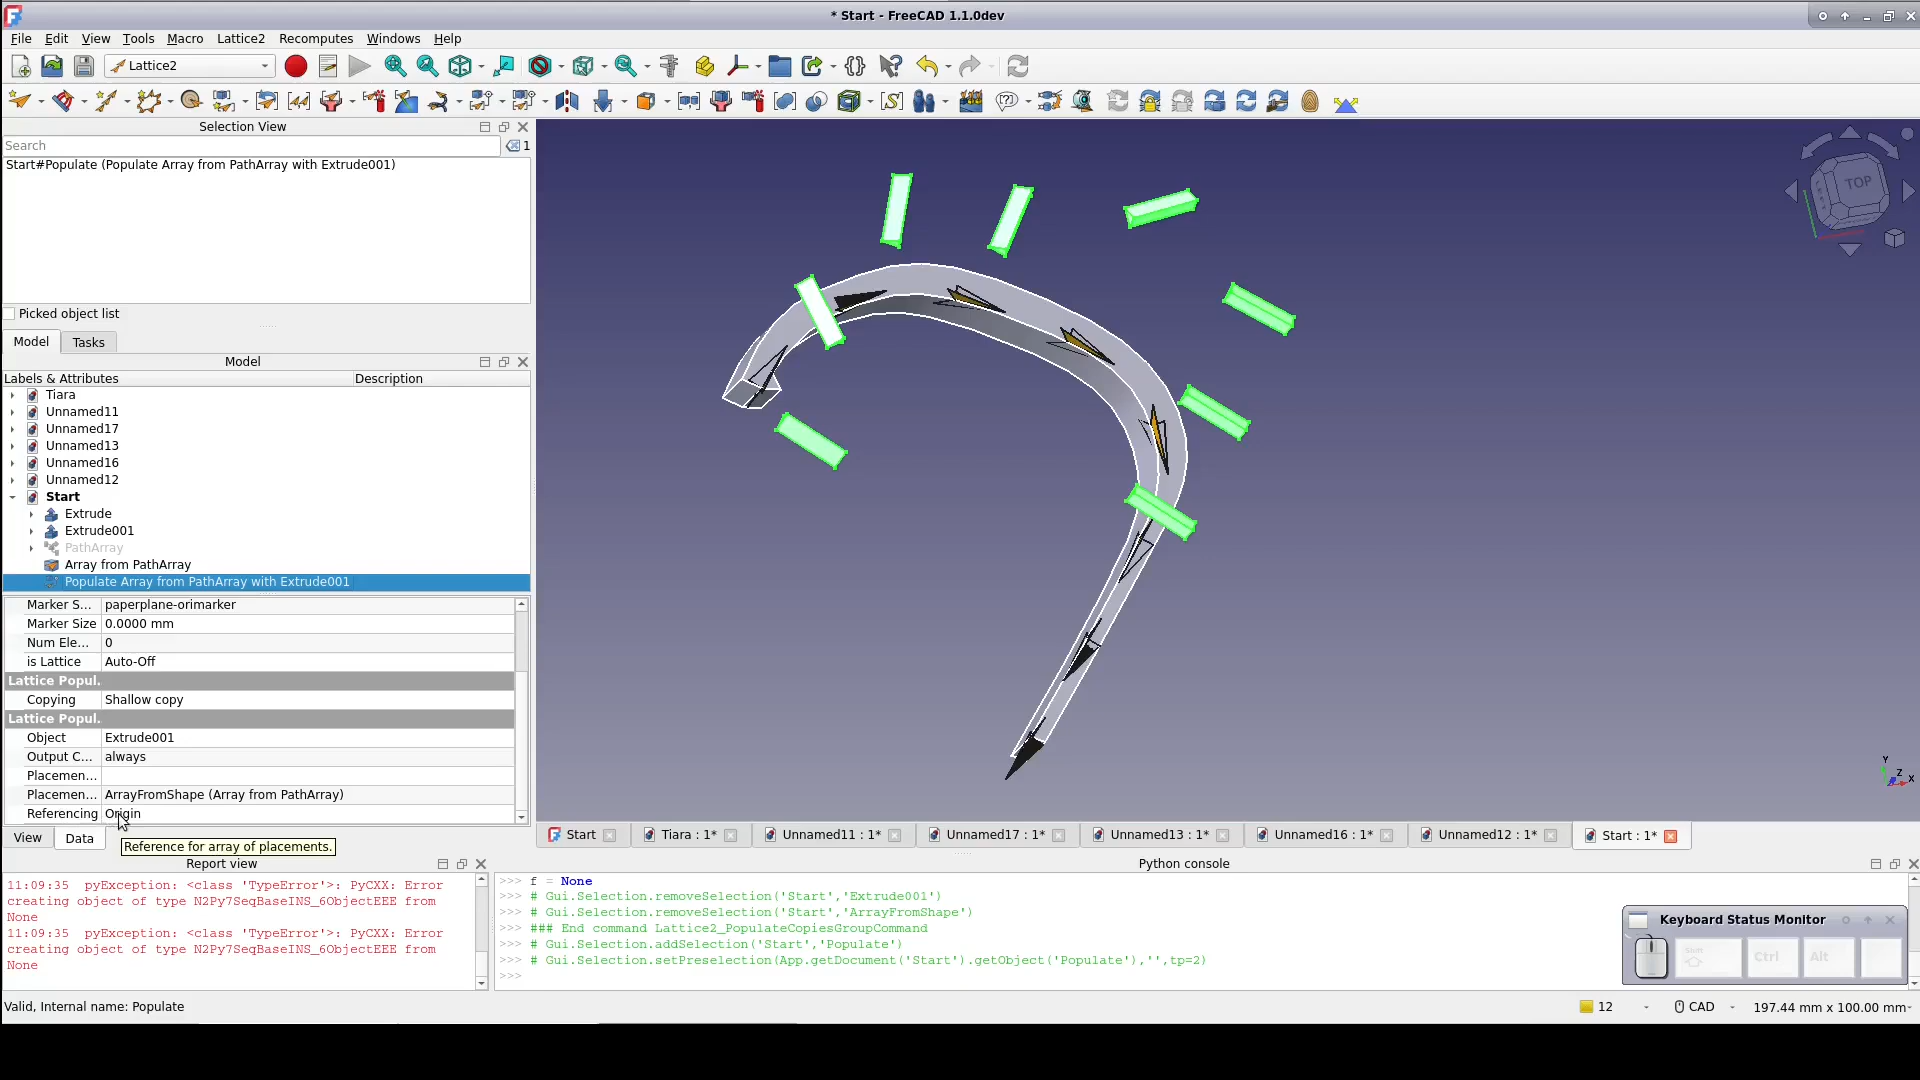 * Start - FreeCAD 1.1.0dev
File Edit View Tools Macro Lattice2 Recomputes Windows Help
Lattice2
Selection View
Search
1
Start#Populate (Populate Array from PathArray with Extrude001)
Picked object list
Model Tasks
Model
Labels & Attributes Description
Tiara
Unnamed11
Unnamed17
Unnamed13
Unnamed16
Unnamed12
Start
Extrude
Extrude001
PathArray
Array from PathArray
Populate Array from PathArray with Extrude001
Marker S... paperplane-orimarker
Marker Size 0.0000 mm
Num Ele... 0
is Lattice Auto-Off
Lattice Popul.
Copying Shallow copy
Lattice Popul.
Object Extrude001
Output C... always
Placemen...
Placemen... ArrayFromShape (Array from PathArray)
Referencing Origin
View Data
Reference for array of placements.
TOP
Y
Z
X
Start Tiara : 1* Unnamed11 : 1* Unnamed17 : 1* Unnamed13 : 1* Unnamed16 : 1* Unnamed12 : 1* Start : 1*
Report view
11:09:35 pyException: <class 'TypeError'>: PyCXX: Error
creating object of type N2Py7SeqBaseINS_6ObjectEEE from
None
11:09:35 pyException: <class 'TypeError'>: PyCXX: Error
creating object of type N2Py7SeqBaseINS_6ObjectEEE from
None
Python console
>>> f = None
>>> # Gui.Selection.removeSelection('Start','Extrude001')
>>> # Gui.Selection.removeSelection('Start','ArrayFromShape')
>>> ### End command Lattice2_PopulateCopiesGroupCommand
>>> # Gui.Selection.addSelection('Start','Populate')
>>> # Gui.Selection.setPreselection(App.getDocument('Start').getObject('Populate'),'',tp=2)
>>>
Keyboard Status Monitor
Shift
Ctrl
Alt
Valid, Internal name: Populate
12
CAD
197.44 mm x 100.00 mm